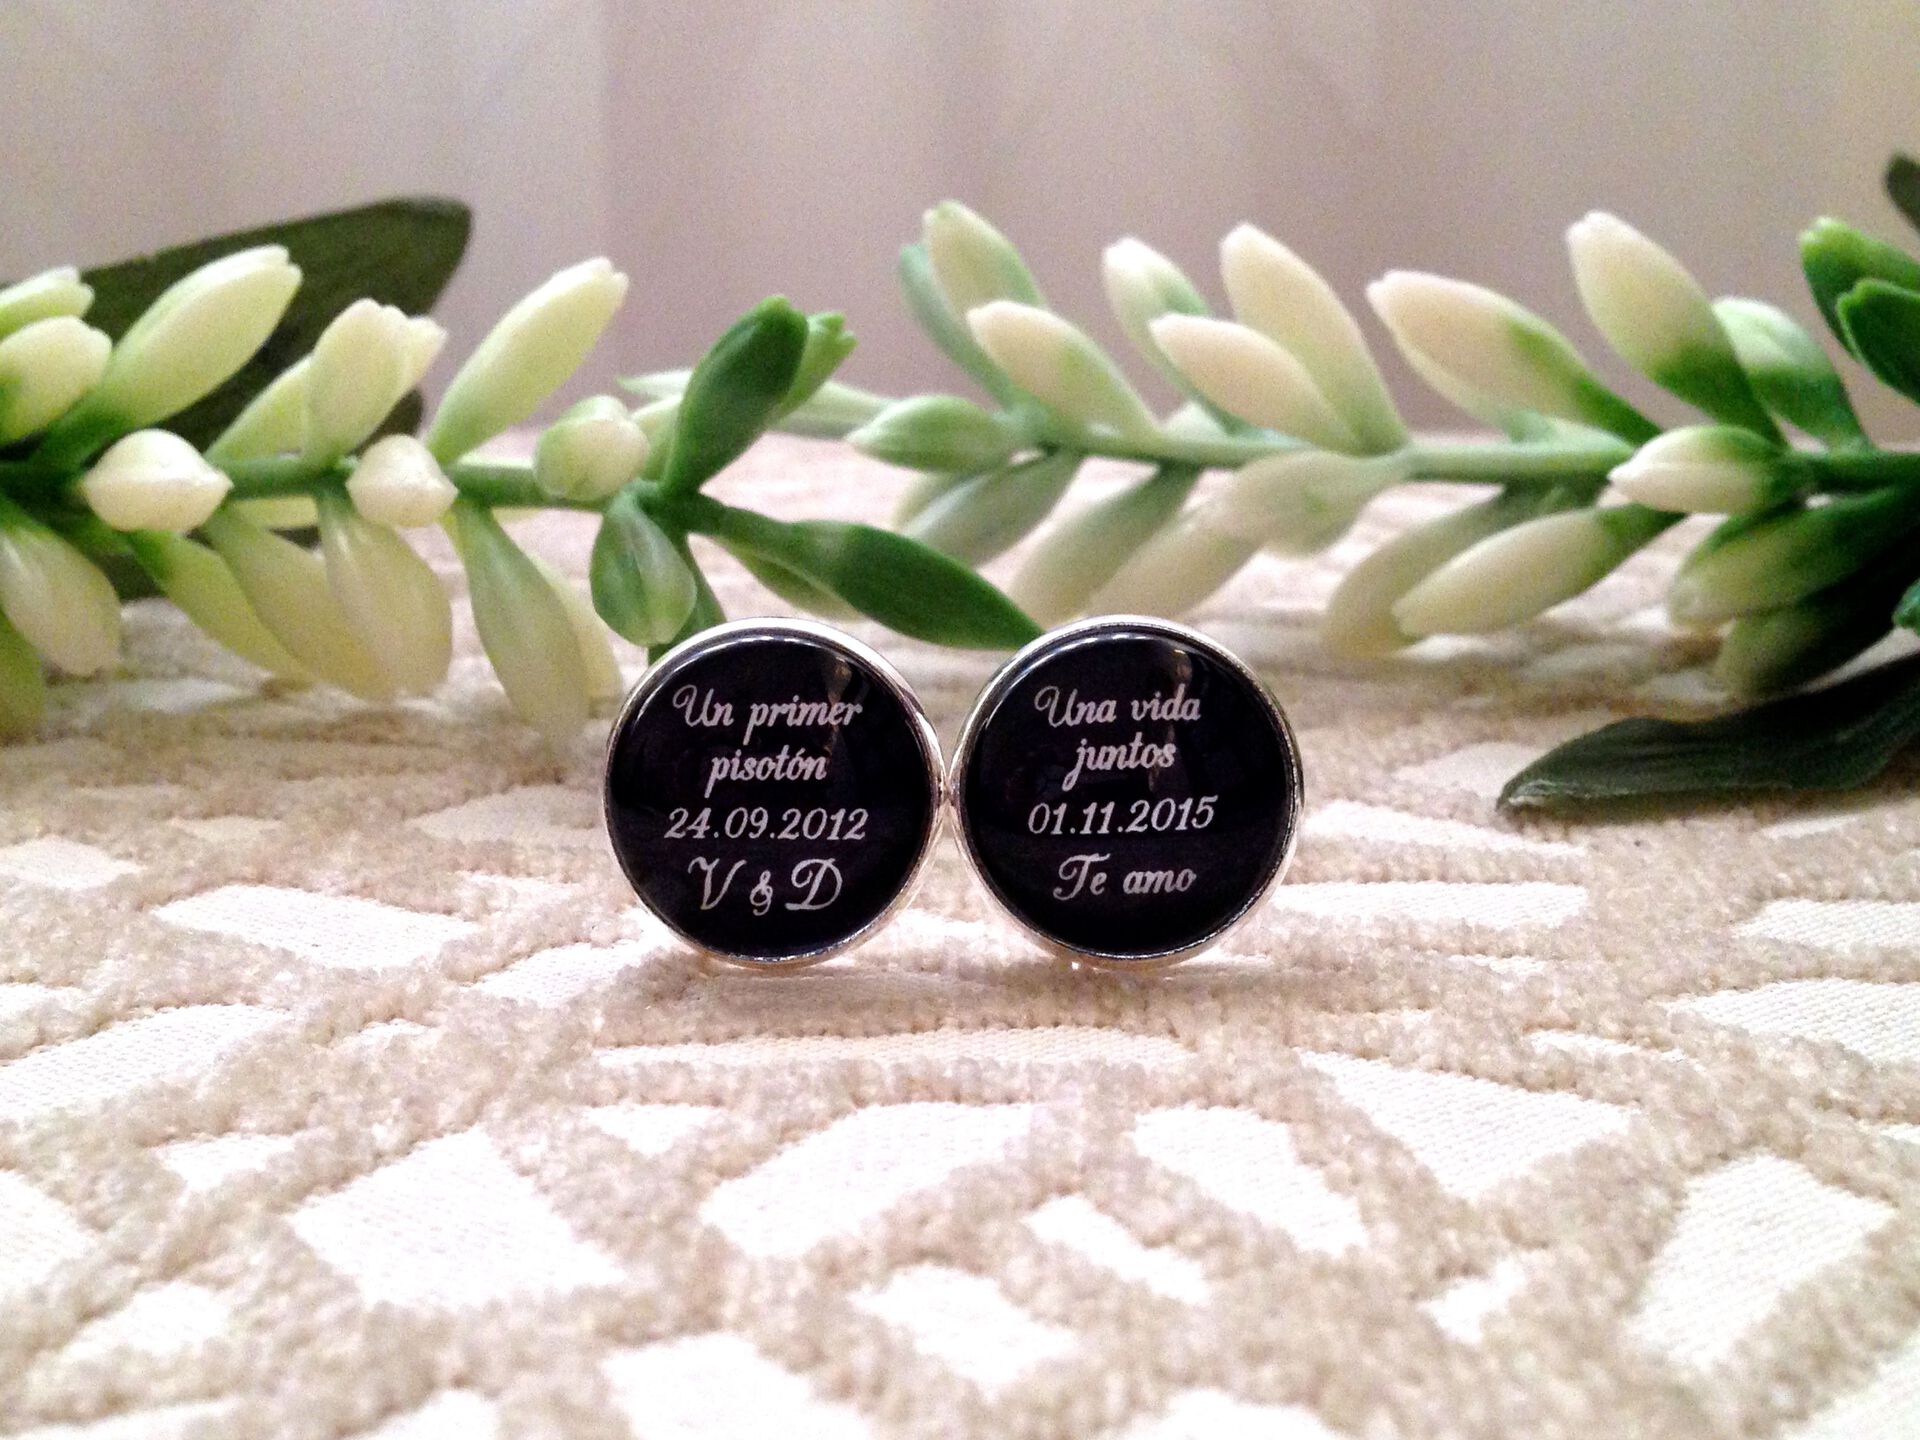 Un primer
pisotón
24.09.2012
V & D
Una vida
juntos
01.11.2015
Te amo